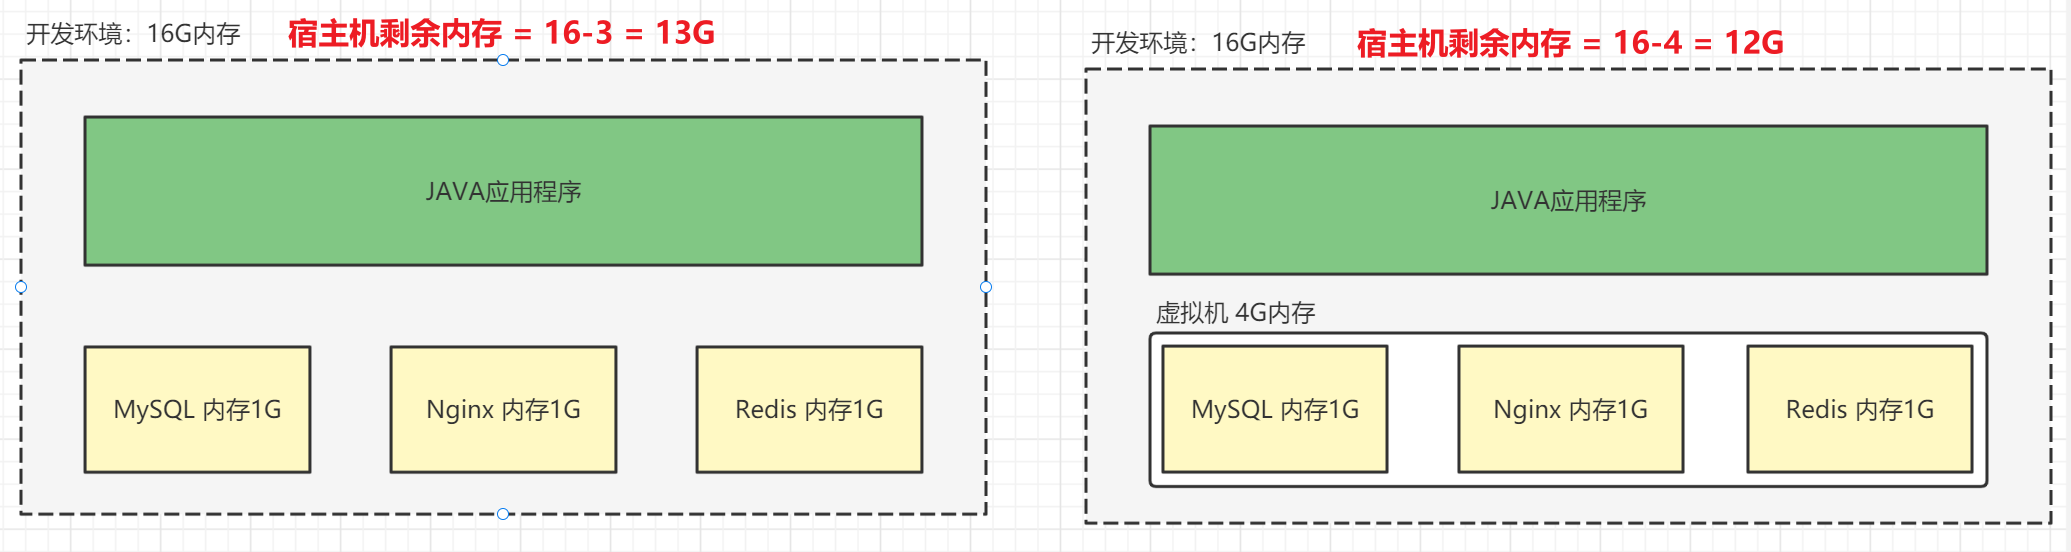 开发环境：16G内存
宿主机剩余内存 = 16-3 = 13G
JAVA应用程序
MySQL 内存1G
Nginx 内存1G
Redis 内存1G
开发环境：16G内存
宿主机剩余内存 = 16-4 = 12G
JAVA应用程序
虚拟机 4G内存
MySQL 内存1G
Nginx 内存1G
Redis 内存1G